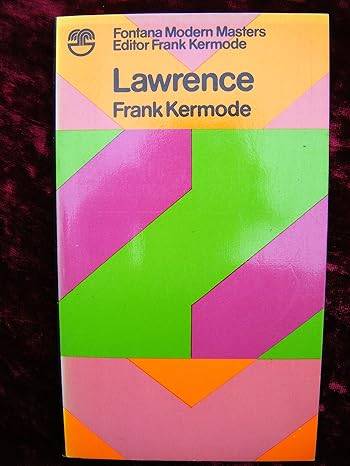 Fontana Modern Masters
Editor Frank Kermode
Lawrence
Frank Kermode